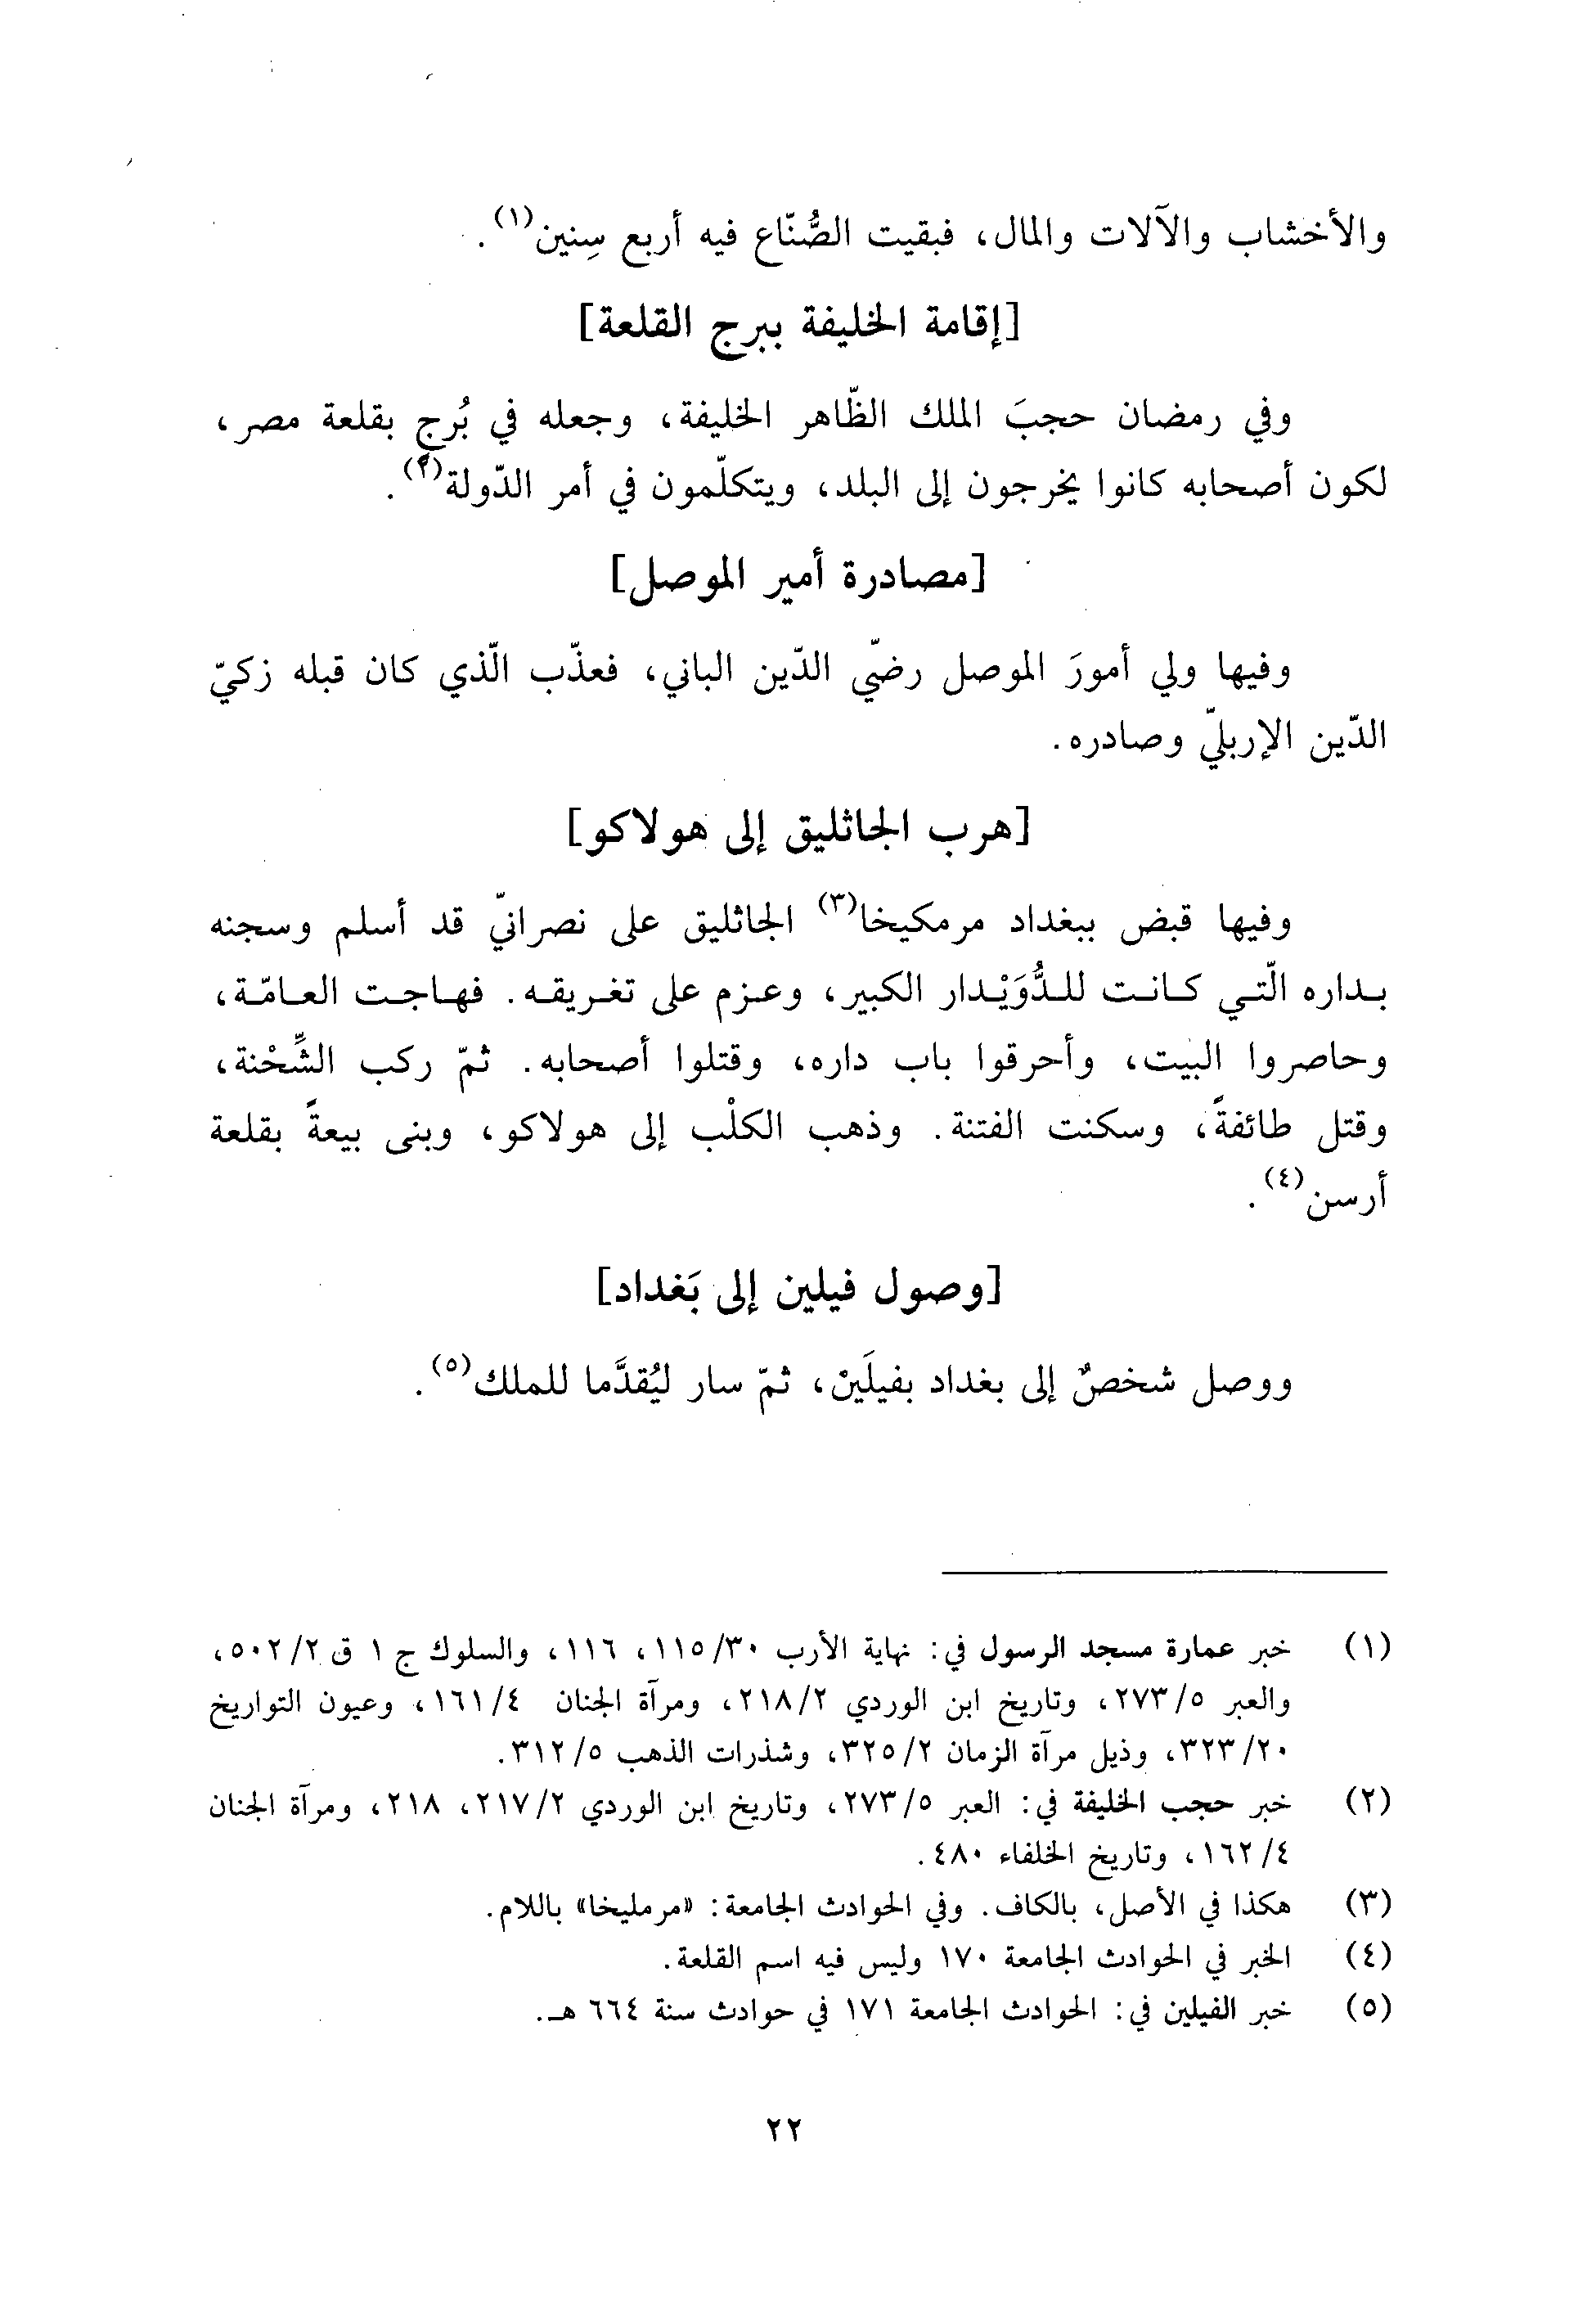 والأخشاب والآلات والمال، فبقيت الصُّنّاع فيه أربع سِنين(١).
[إقامة الخليفة ببرج القلعة]
وفي رمضان حجبَ الملك الظّاهر الخليفة، وجعله في بُرجٍ بقلعة مصر،
لكون أصحابه كانوا يخرجون إلى البلد، ويتكلّمون في أمر الدّولة(٢).
[مصادرة أمير الموصل]
وفيها ولي أمورَ الموصل رضّي الدّين الباني، فعذّب الّذي كان قبله زكيّ
الدّين الإربليّ وصادره.
[هرب الجاثليق إلى هولاكو]
وفيها قبض ببغداد مرمكيخا(٣) الجاثليق على نصرانيّ قد أسلم وسجنه
بداره الّتي كانت للدُّوَيْدار الكبير، وعزم على تغريقه. فهاجت العامّة،
وحاصروا البيت، وأحرقوا باب داره، وقتلوا أصحابه. ثمّ ركب الشِّحْنة،
وقتل طائفةً، وسكنت الفتنة. وذهب الكلْب إلى هولاكو، وبنى بيعةً بقلعة
أرسن(٤).
[وصول فيلين إلى بَغداد]
ووصل شخصٌ إلى بغداد بفيلَيْن، ثمّ سار ليُقدَّما للملك(٥).
(١) خبر عمارة مسجد الرسول في: نهاية الأرب ٣٠/ ١١٥، ١١٦، والسلوك ج ١ ق ٢/ ٥٠٢،
والعبر ٥/ ٢٧٣، وتاريخ ابن الوردي ٢/ ٢١٨، ومرآة الجنان ٤/ ١٦١، وعيون التواريخ
٢٠/ ٣٢٣، وذيل مرآة الزمان ٢/ ٣٢٥، وشذرات الذهب ٥/ ٣١٢.
(٢) خبر حجب الخليفة في: العبر ٥/ ٢٧٣، وتاريخ ابن الوردي ٢/ ٢١٧، ٢١٨، ومرآة الجنان
٤/ ١٦٢، وتاريخ الخلفاء ٤٨٠.
(٣) هكذا في الأصل، بالكاف. وفي الحوادث الجامعة: «مرمليخا» باللام.
(٤) الخبر في الحوادث الجامعة ١٧٠ وليس فيه اسم القلعة.
(٥) خبر الفيلين في: الحوادث الجامعة ١٧١ في حوادث سنة ٦٦٤ هـ.
٢٢